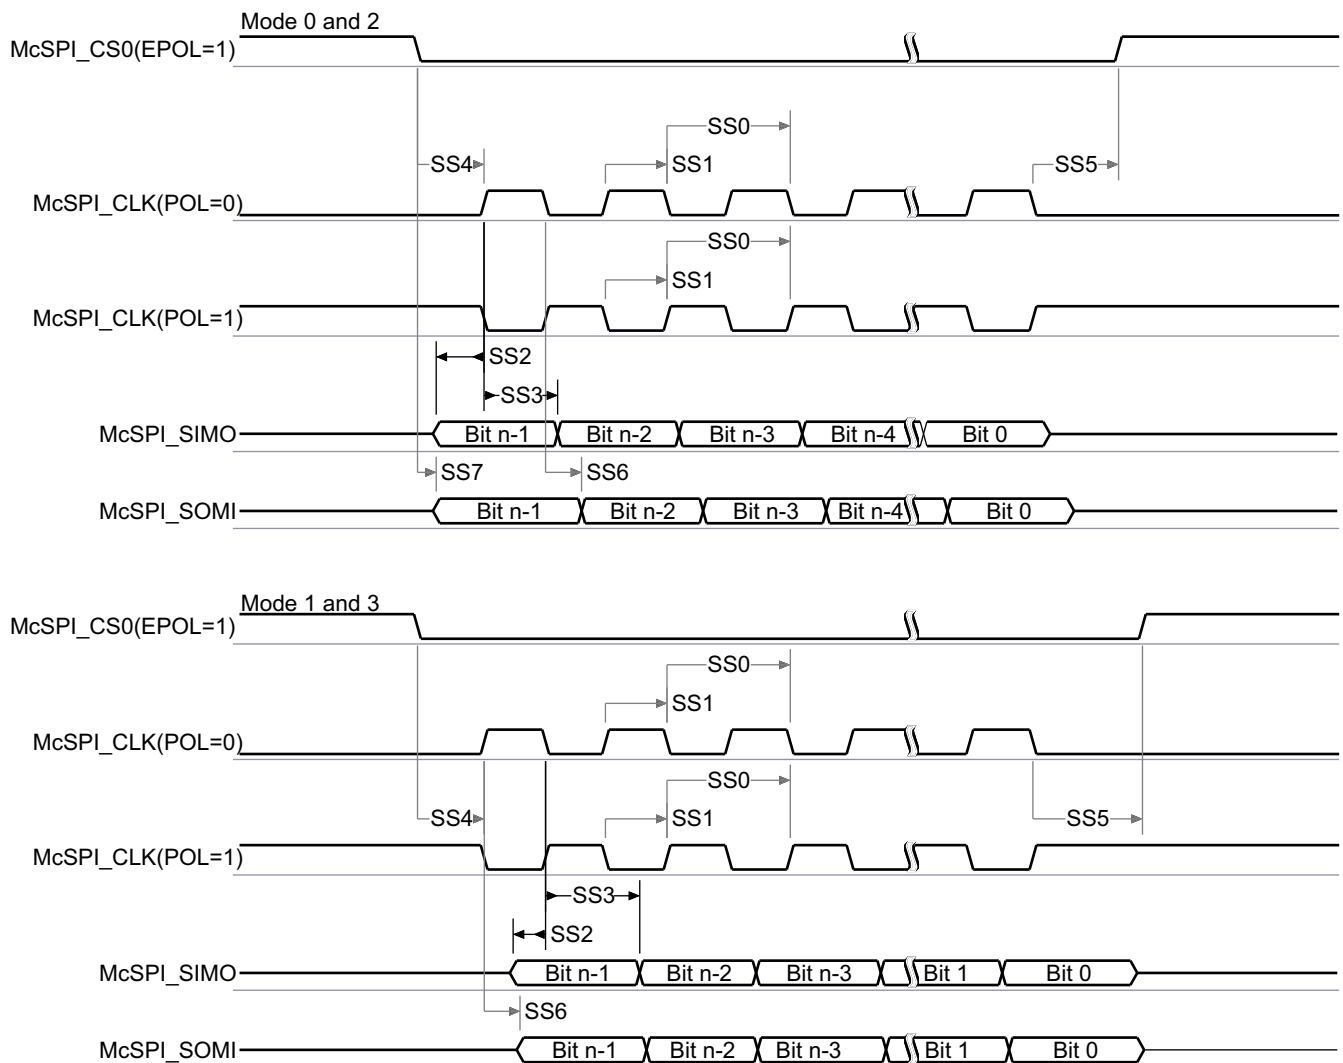 Mode 0 and 2
McSPI_CS0(EPOL=1)
SS0
SS4
SS1
SS5
McSPI_CLK(POL=0)
SS0
SS1
McSPI_CLK(POL=1)
SS2
SS3
McSPI_SIMO
Bit n-1
Bit n-2
Bit n-3
Bit n-4
Bit 0
SS7
SS6
McSPI_SOMI
Bit n-1
Bit n-2
Bit n-3
Bit n-4
Bit 0
Mode 1 and 3
McSPI_CS0(EPOL=1)
SS0
SS1
McSPI_CLK(POL=0)
SS0
SS4
SS1
SS5
McSPI_CLK(POL=1)
SS3
SS2
McSPI_SIMO
Bit n-1
Bit n-2
Bit n-3
Bit 1
Bit 0
SS6
McSPI_SOMI
Bit n-1
Bit n-2
Bit n-3
Bit 1
Bit 0